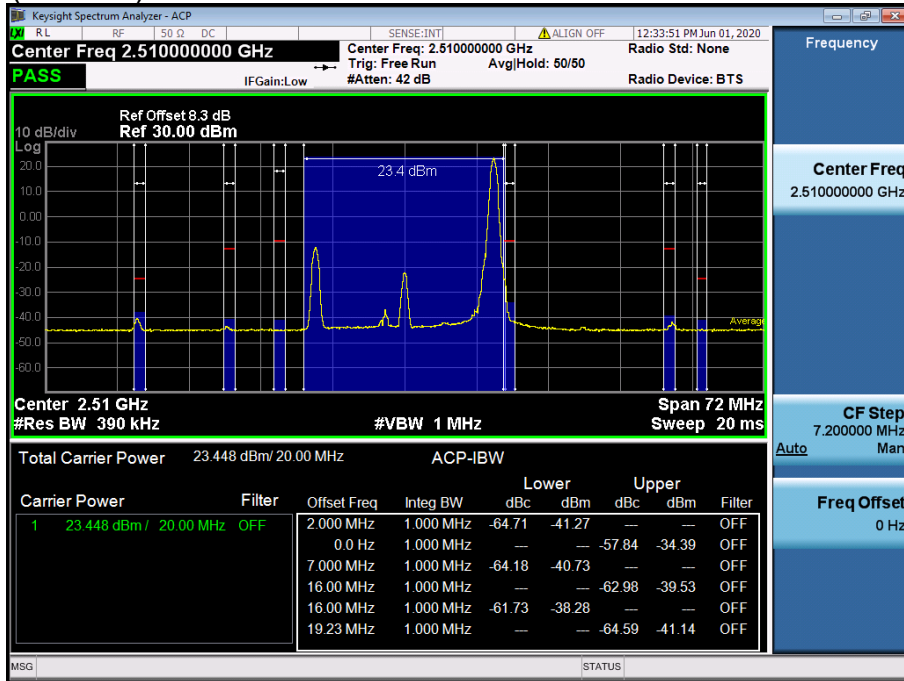 Keysight Spectrum Analyzer - ACP
LXI RL RF 50 Ω DC SENSE:INT ALIGN OFF 12:33:51 PM Jun 01, 2020
Center Freq 2.510000000 GHz Center Freq: 2.510000000 GHz Radio Std: None
Trig: Free Run Avg|Hold: 50/50
PASS IFGain:Low #Atten: 42 dB Radio Device: BTS
Ref Offset 8.3 dB
10 dB/div Ref 30.00 dBm
Log
20.0
23.4 dBm
10.0
0.00
-10.0
-20.0
-30.0
-40.0
Average
-50.0
-60.0
Center 2.51 GHz Span 72 MHz
#Res BW 390 kHz #VBW 1 MHz Sweep 20 ms
Total Carrier Power 23.448 dBm/ 20.00 MHz ACP-IBW
Lower Upper
Carrier Power Filter Offset Freq Integ BW dBc dBm dBc dBm Filter
1 23.448 dBm / 20.00 MHz OFF 2.000 MHz 1.000 MHz -64.71 -41.27 --- --- OFF
0.0 Hz 1.000 MHz --- --- -57.84 -34.39 OFF
7.000 MHz 1.000 MHz -64.18 -40.73 --- --- OFF
16.00 MHz 1.000 MHz --- --- -62.98 -39.53 OFF
16.00 MHz 1.000 MHz -61.73 -38.28 --- --- OFF
19.23 MHz 1.000 MHz --- --- -64.59 -41.14 OFF
MSG STATUS
Frequency
Center Freq
2.510000000 GHz
CF Step
7.200000 MHz
Auto Man
Freq Offset
0 Hz